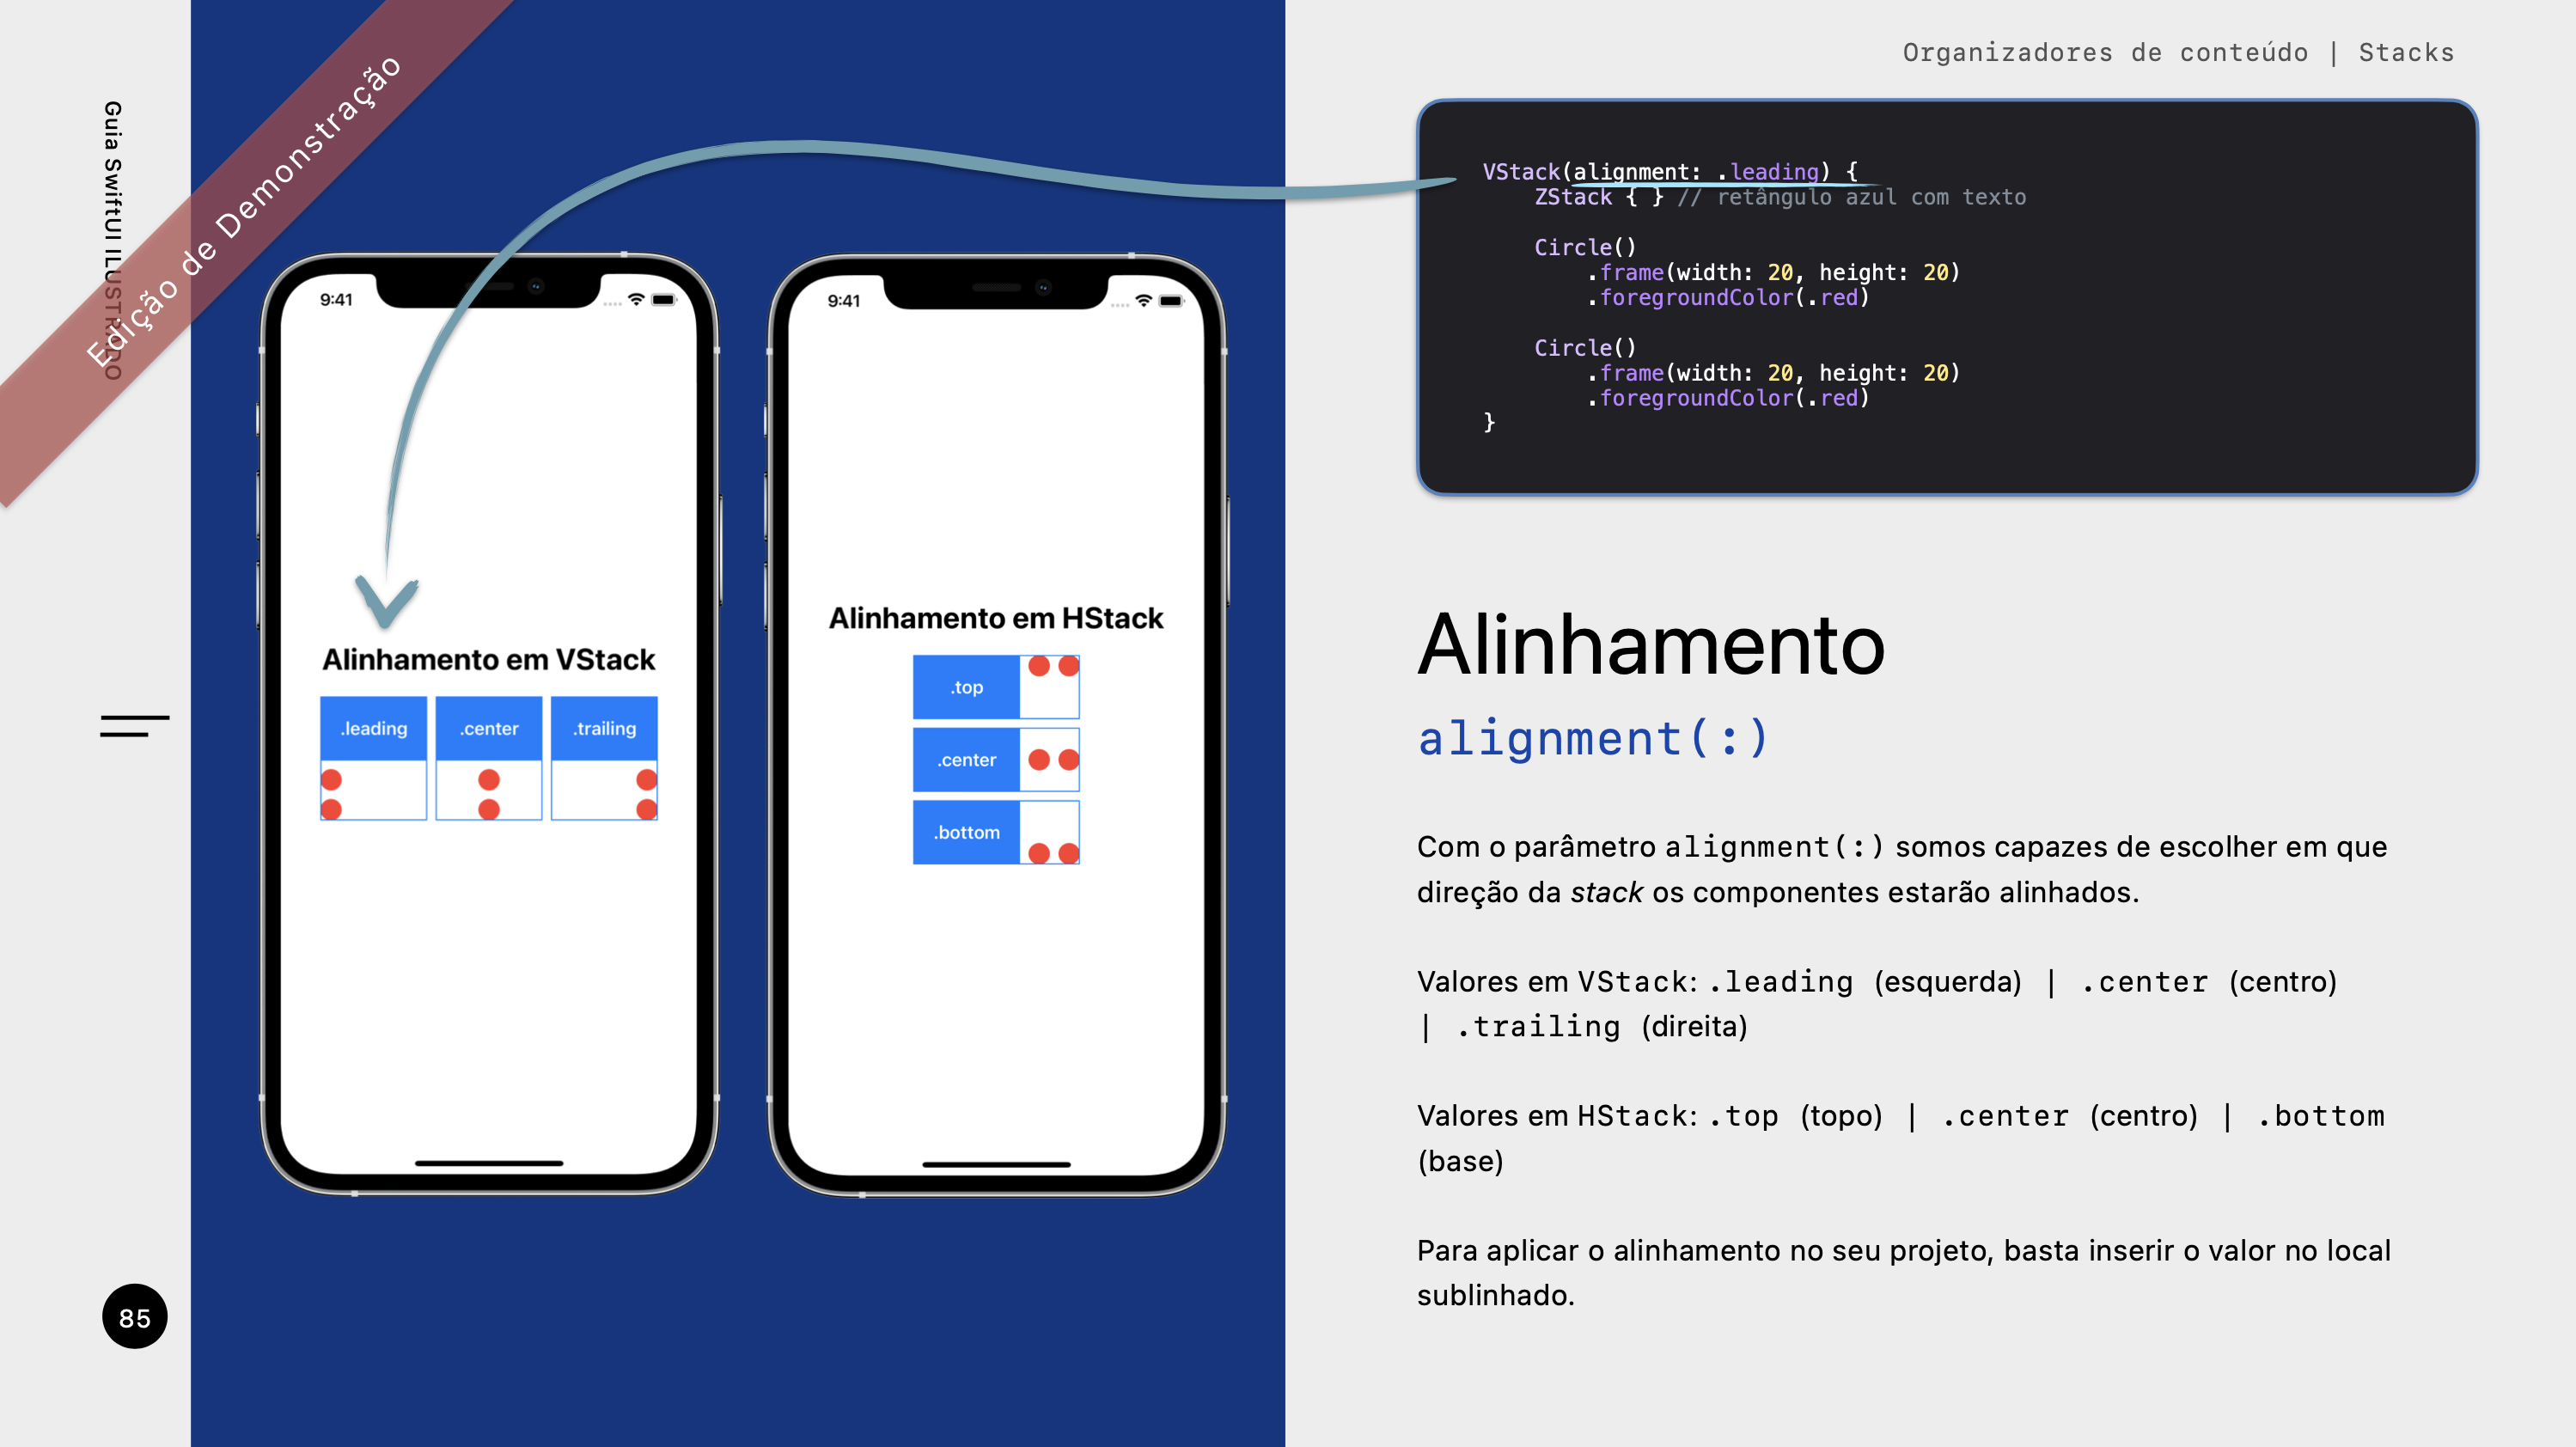 Organizadores de conteúdo | Stacks
Guia SwiftUI ILUSTRADO
Edição de Demonstração
VStack(alignment: .leading) {
    ZStack { } // retângulo azul com texto
    Circle()
        .frame(width: 20, height: 20)
        .foregroundColor(.red)
    Circle()
        .frame(width: 20, height: 20)
        .foregroundColor(.red)
}
9:41
Alinhamento em VStack
.leading .center .trailing
9:41
Alinhamento em HStack
.top
.center
.bottom
Alinhamento
alignment(:)
Com o parâmetro alignment(:) somos capazes de escolher em que
direção da stack os componentes estarão alinhados.
Valores em VStack: .leading (esquerda) | .center (centro)
| .trailing (direita)
Valores em HStack: .top (topo) | .center (centro) | .bottom
(base)
Para aplicar o alinhamento no seu projeto, basta inserir o valor no local
sublinhado.
85